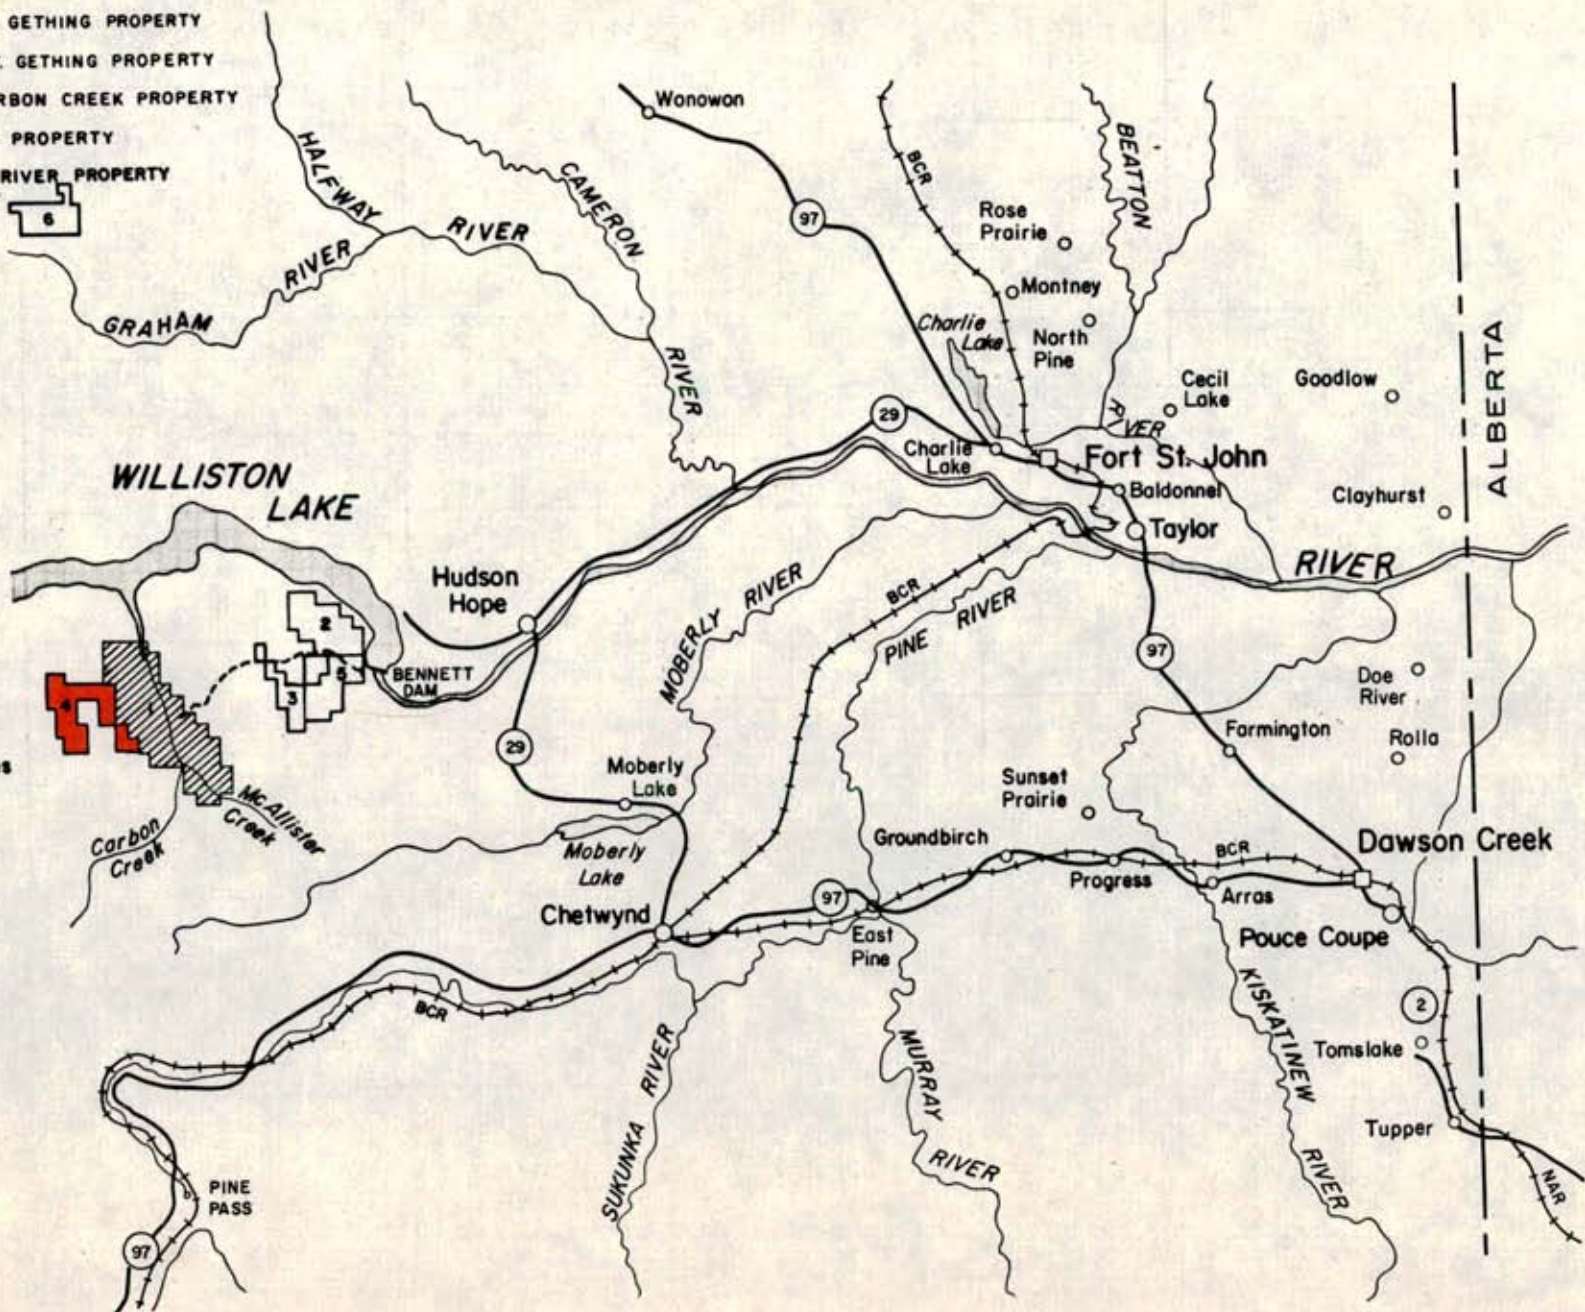 GETHING PROPERTY
GETHING PROPERTY
RBON CREEK PROPERTY
PROPERTY
RIVER PROPERTY
6
Wonowon
HALFWAY
RIVER
CAMERON
RIVER
GRAHAM
RIVER
97
BCR
BEATTON
RIVER
Rose
Prairie
Montney
Charlie
Lake
North
Pine
Cecil
Lake
Goodlow
ALBERTA
29
Charlie
Lake
Fort St. John
Baldonnel
Clayhurst
Taylor
RIVER
WILLISTON
LAKE
Hudson
Hope
2
3
5
4
BENNETT
DAM
MOBERLY RIVER
BCR
PINE RIVER
97
Doe
River
Rolla
Farmington
29
Moberly
Lake
Sunset
Prairie
Carbon
Creek
McAllister
Creek
Moberly
Lake
Groundbirch
Progress
BCR
Arras
Dawson Creek
Chetwynd
97
East
Pine
Pouce Coupe
BCR
SUKUNKA RIVER
MURRAY
RIVER
KISKATINEW
RIVER
2
Tomslake
Tupper
NAR
PINE
PASS
97